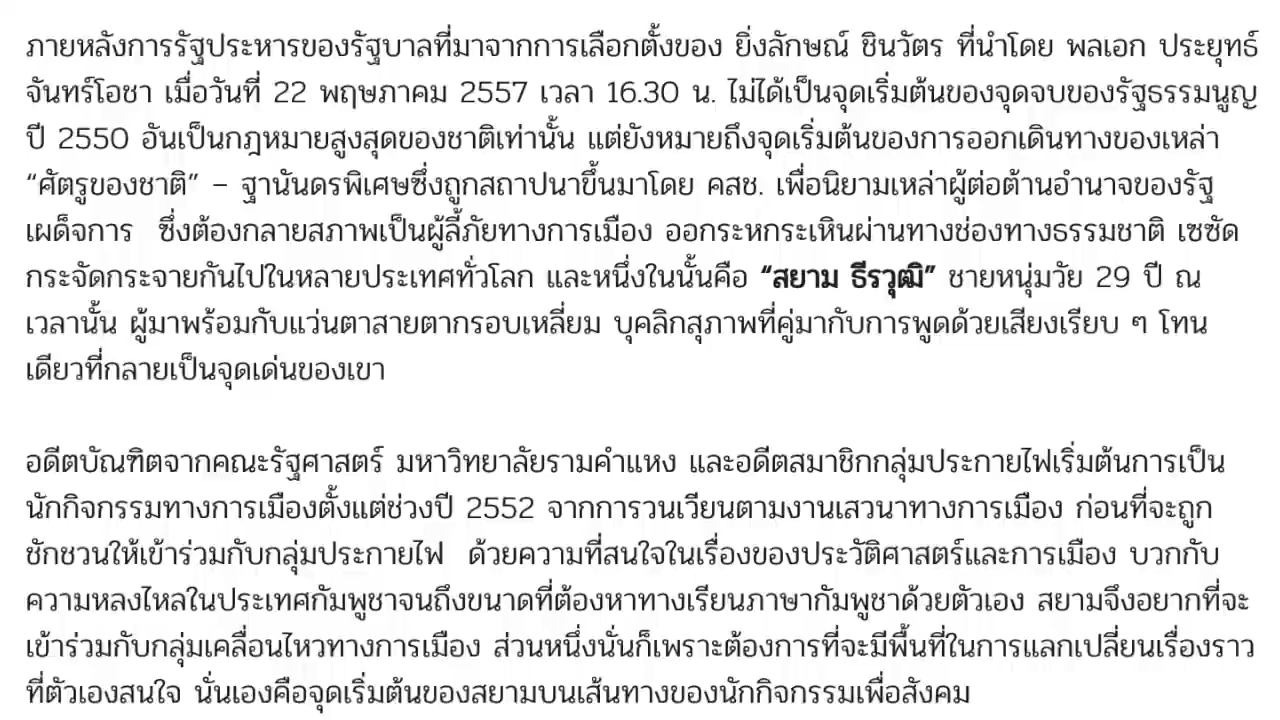 ภายหลังการรัฐประหารของรัฐบาลที่มาจากการเลือกตั้งของ ยิ่งลักษณ์ ชินวัตร ที่นำโดย พลเอก ประยุทธ์
จันทร์โอชา เมื่อวันที่ 22 พฤษภาคม 2557 เวลา 16.30 น. ไม่ได้เป็นจุดเริ่มต้นของจุดจบของรัฐธรรมนูญ
ปี 2550 อันเป็นกฎหมายสูงสุดของชาติเท่านั้น แต่ยังหมายถึงจุดเริ่มต้นของการออกเดินทางของเหล่า
“ศัตรูของชาติ” – ฐานันดรพิเศษซึ่งถูกสถาปนาขึ้นมาโดย คสช. เพื่อนิยามเหล่าผู้ต่อต้านอำนาจของรัฐ
เผด็จการ ซึ่งต้องกลายสภาพเป็นผู้ลี้ภัยทางการเมือง ออกระหกระเหินผ่านทางช่องทางธรรมชาติ เซซัด
กระจัดกระจายกันไปในหลายประเทศทั่วโลก และหนึ่งในนั้นคือ “สยาม ธีรวุฒิ” ชายหนุ่มวัย 29 ปี ณ
เวลานั้น ผู้มาพร้อมกับแว่นตาสายตากรอบเหลี่ยม บุคลิกสุภาพที่คู่มากับการพูดด้วยเสียงเรียบ ๆ โทน
เดียวที่กลายเป็นจุดเด่นของเขา
อดีตบัณฑิตจากคณะรัฐศาสตร์ มหาวิทยาลัยรามคำแหง และอดีตสมาชิกกลุ่มประกายไฟเริ่มต้นการเป็น
นักกิจกรรมทางการเมืองตั้งแต่ช่วงปี 2552 จากการวนเวียนตามงานเสวนาทางการเมือง ก่อนที่จะถูก
ชักชวนให้เข้าร่วมกับกลุ่มประกายไฟ ด้วยความที่สนใจในเรื่องของประวัติศาสตร์และการเมือง บวกกับ
ความหลงไหลในประเทศกัมพูชาจนถึงขนาดที่ต้องหาทางเรียนภาษากัมพูชาด้วยตัวเอง สยามจึงอยากที่จะ
เข้าร่วมกับกลุ่มเคลื่อนไหวทางการเมือง ส่วนหนึ่งนั่นก็เพราะต้องการที่จะมีพื้นที่ในการแลกเปลี่ยนเรื่องราว
ที่ตัวเองสนใจ นั่นเองคือจุดเริ่มต้นของสยามบนเส้นทางของนักกิจกรรมเพื่อสังคม